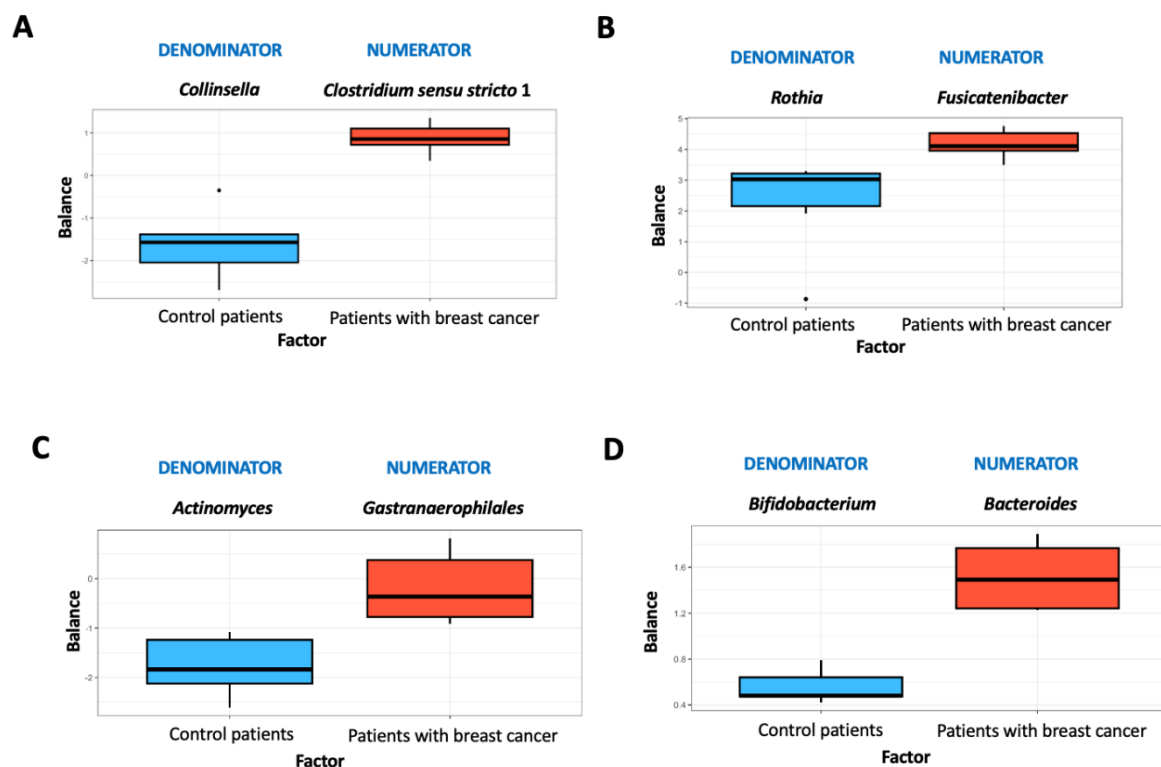 A
DENOMINATOR NUMERATOR
Collinsella Clostridium sensu stricto 1
Balance
1
0
-1
-2
Control patients Patients with breast cancer
Factor
B
DENOMINATOR NUMERATOR
Rothia Fusicatenibacter
Balance
5
4
3
2
1
0
-1
Control patients Patients with breast cancer
Factor
C
DENOMINATOR NUMERATOR
Actinomyces Gastranaerophilales
Balance
0
-1
-2
Control patients Patients with breast cancer
Factor
D
DENOMINATOR NUMERATOR
Bifidobacterium Bacteroides
Balance
1.6
1.2
0.8
0.4
Control patients Patients with breast cancer
Factor